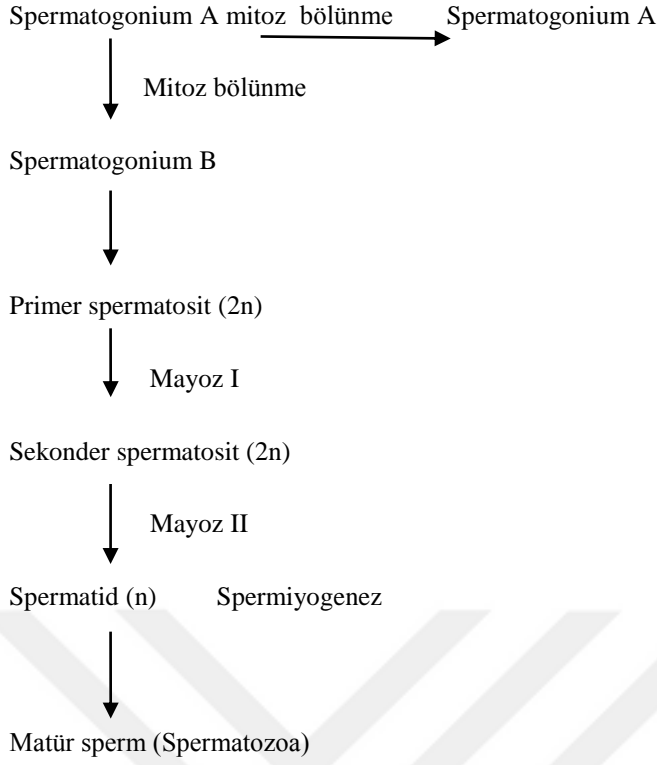 Spermatogonium A mitoz bölünme Spermatogonium A
Mitoz bölünme
Spermatogonium B
Primer spermatosit (2n)
Mayoz I
Sekonder spermatosit (2n)
Mayoz II
Spermatid (n) Spermiyogenez
Matür sperm (Spermatozoa)